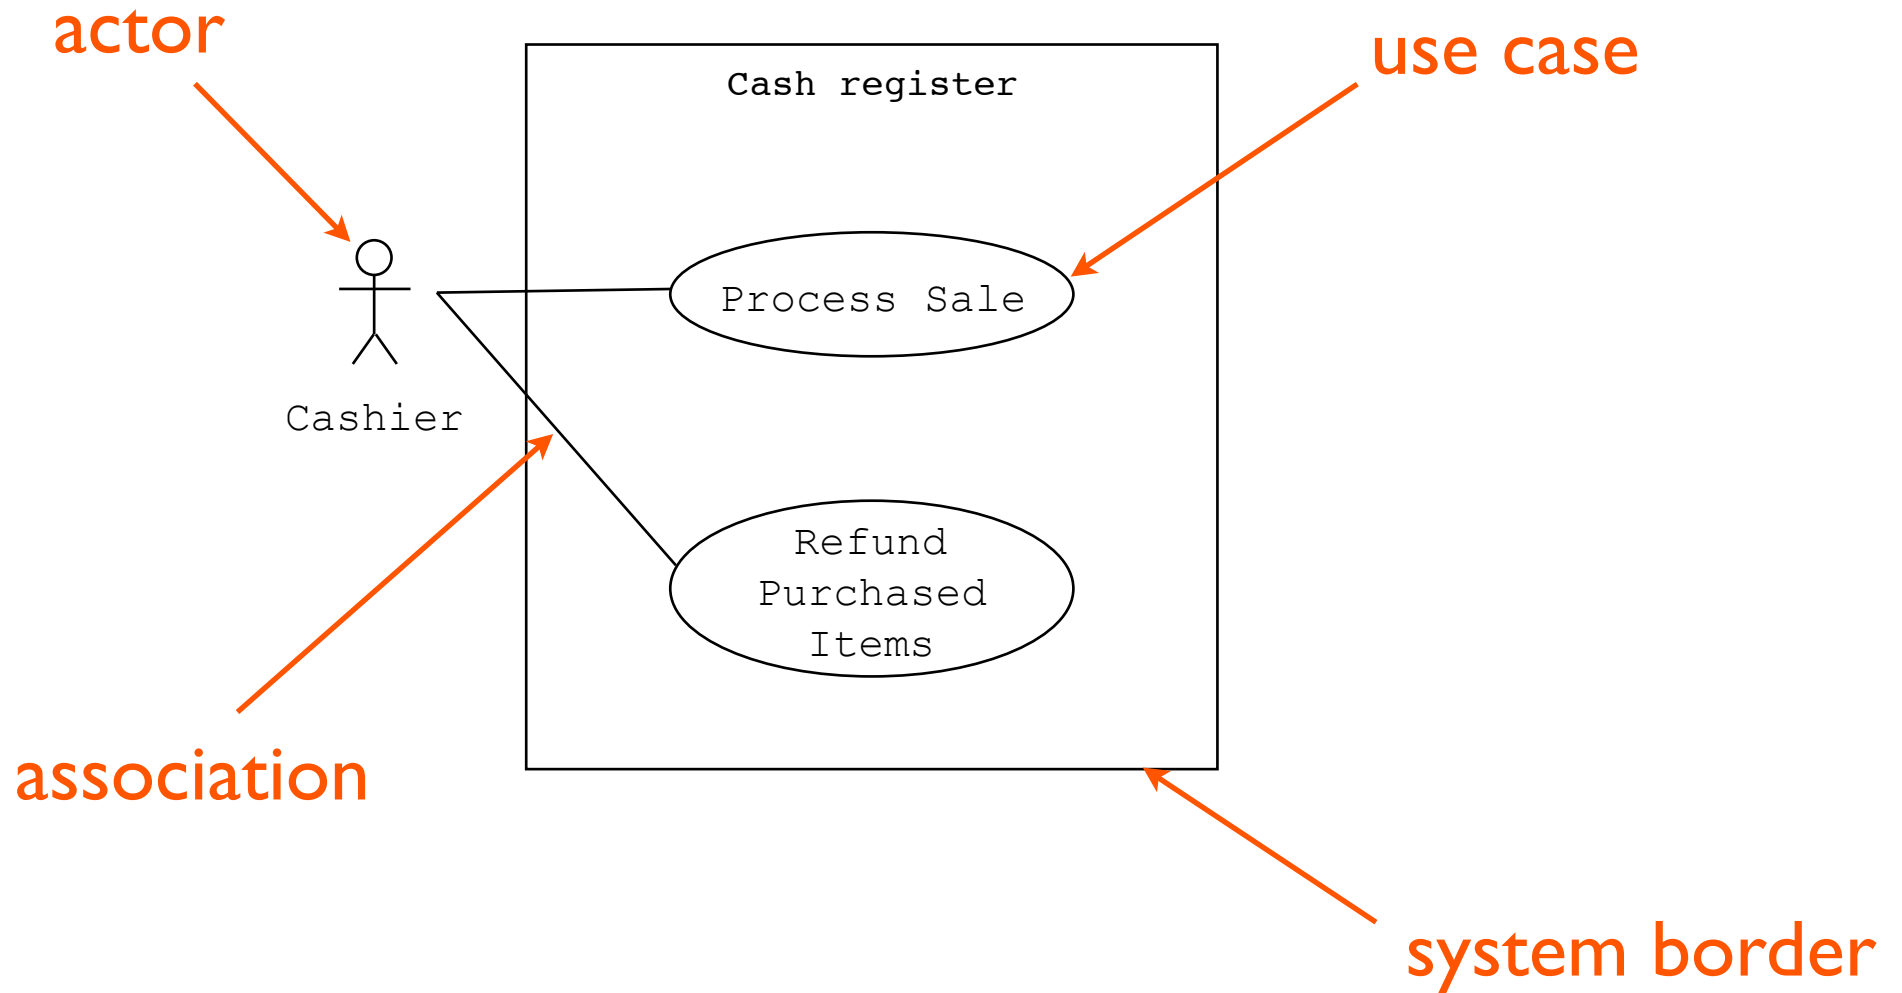 actor
use case
Cash register
Process Sale
Cashier
Refund
Purchased
Items
association
system border